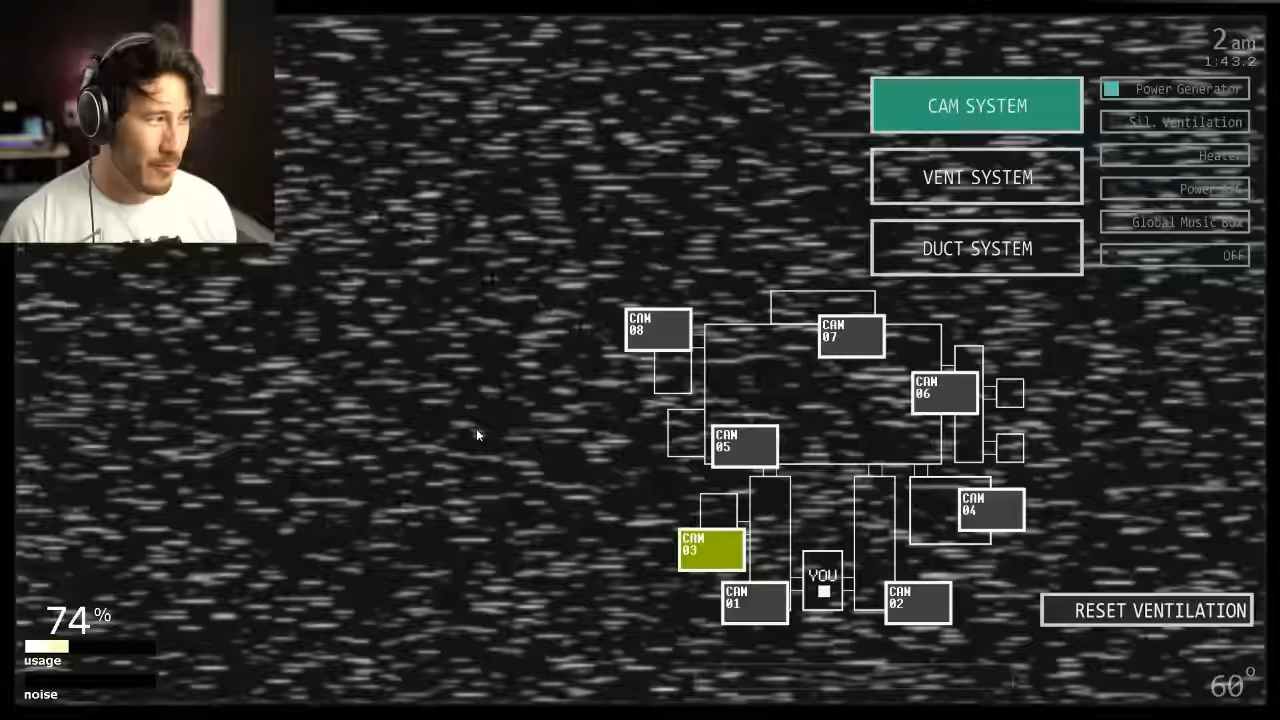 2 am
1:43.2
CAM SYSTEM
Power Generator
Sil. Ventilation
Heater
VENT SYSTEM
Power A/C
Global Music Box
DUCT SYSTEM
OFF
CAM
08
CAM
07
CAM
06
CAM
05
CAM
04
CAM
03
YOU
CAM
01
CAM
02
RESET VENTILATION
74%
usage
noise
60°